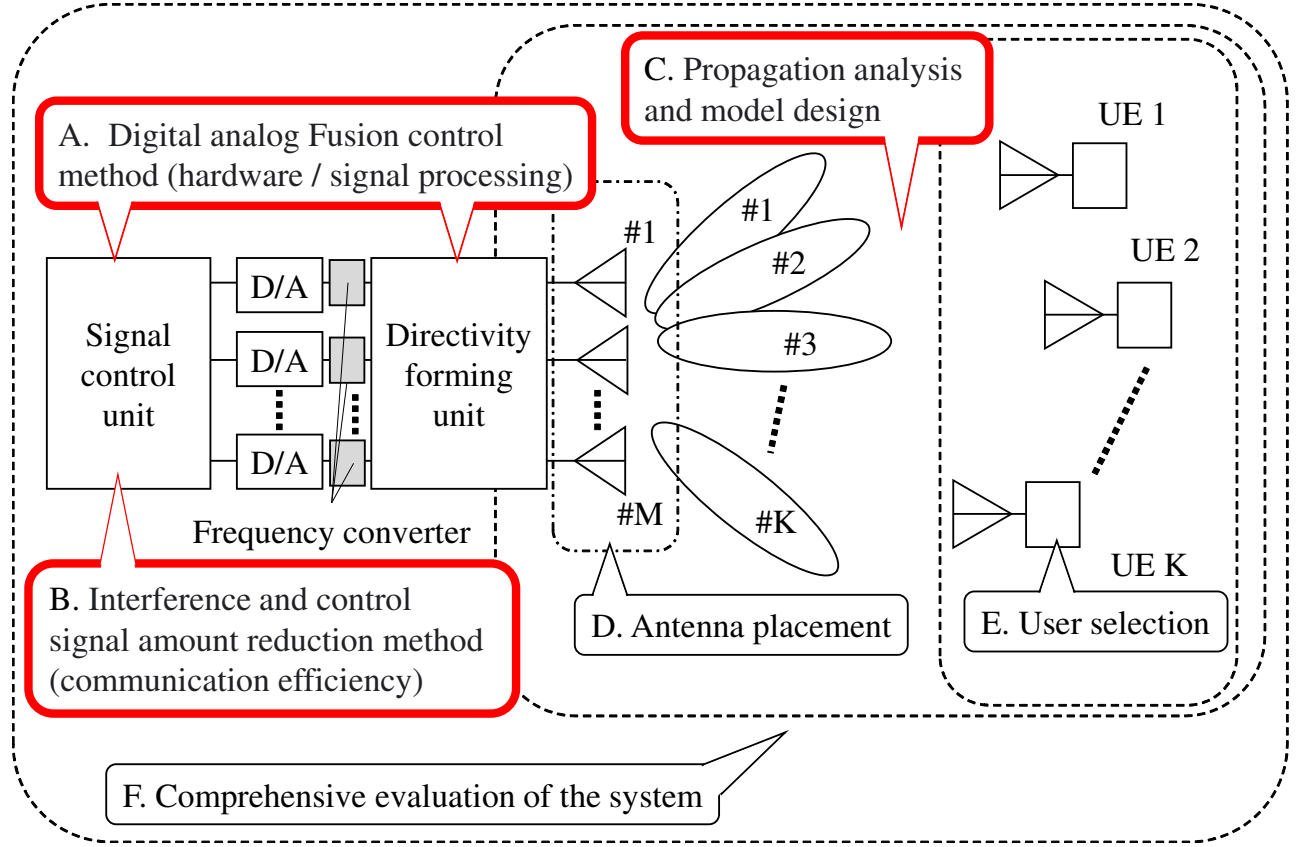 C. Propagation analysis
and model design
A. Digital analog Fusion control
method (hardware / signal processing)
UE 1
UE 2
UE K
#1
#M
#1
#2
#3
#K
Signal
control
unit
D/A
D/A
D/A
Directivity
forming
unit
Frequency converter
B. Interference and control
signal amount reduction method
(communication efficiency)
D. Antenna placement
E. User selection
F. Comprehensive evaluation of the system